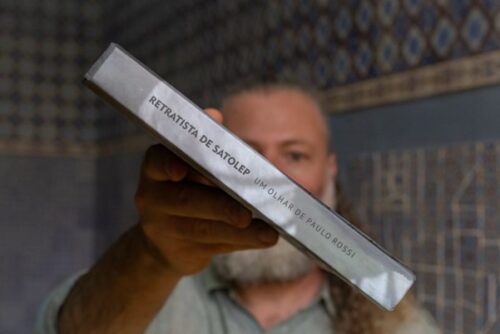 RETRATISTA DE SATOLEP UM OLHAR DE PAULO ROSSI